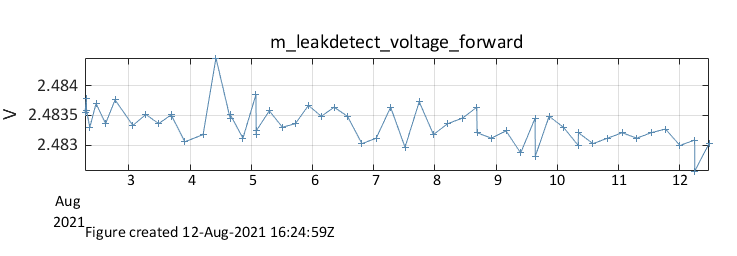 m_leakdetect_voltage_forward
V
2.484
2.4835
2.483
3 4 5 6 7 8 9 10 11 12
Aug
2021
Figure created 12-Aug-2021 16:24:59Z